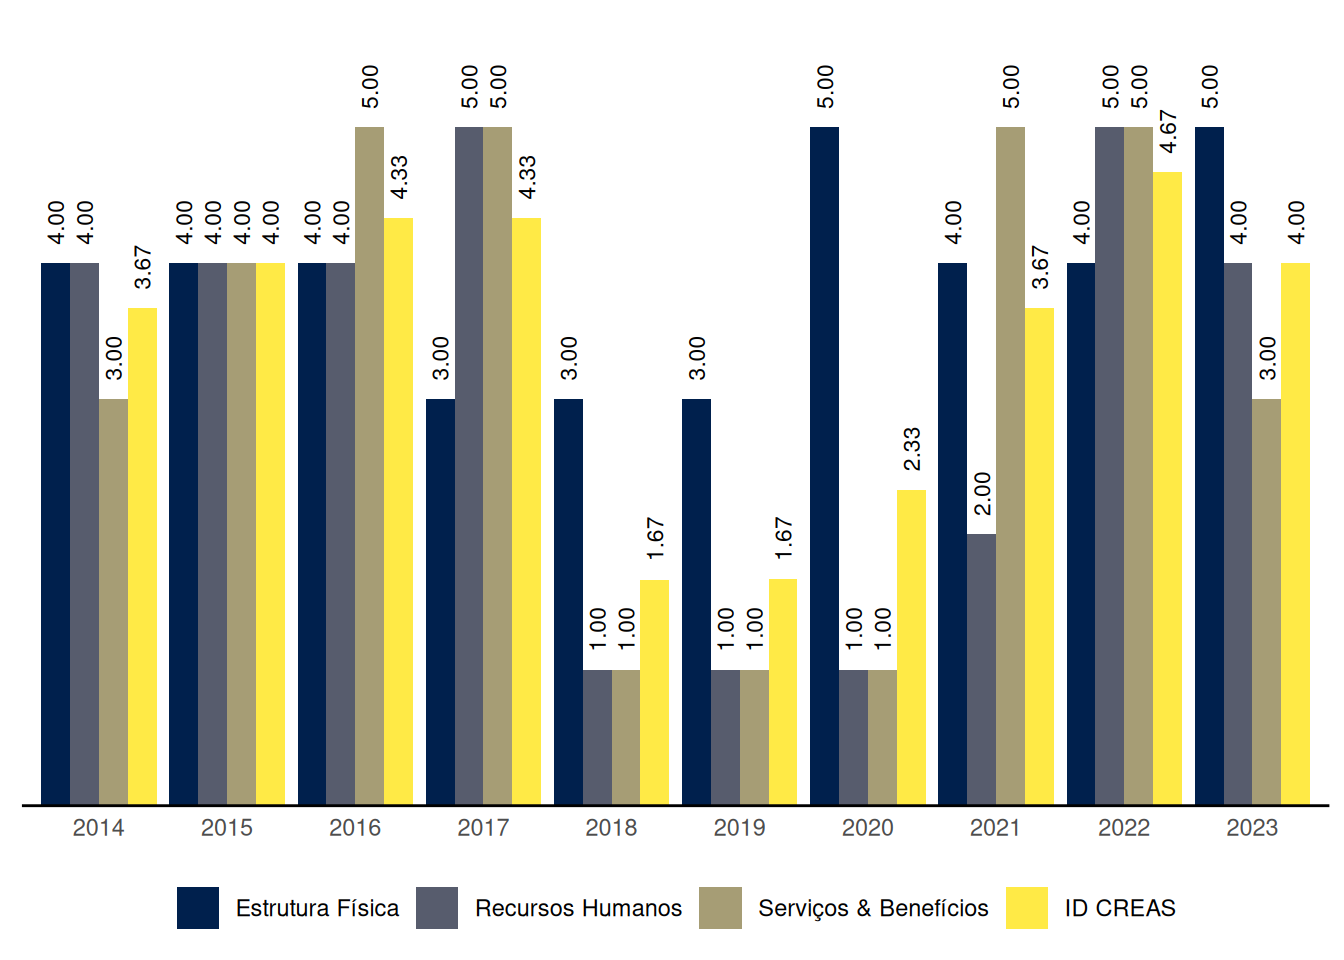 4.00 4.00 3.00 3.67
4.00 4.00 4.00 4.00
4.00 4.00 5.00 4.33
3.00 5.00 5.00 4.33
3.00 1.00 1.00 1.67
3.00 1.00 1.00 1.67
5.00 1.00 1.00 2.33
4.00 2.00 5.00 3.67
4.00 5.00 5.00 4.67
5.00 4.00 3.00 4.00
2014 2015 2016 2017 2018 2019 2020 2021 2022 2023
Estrutura Física Recursos Humanos Serviços & Benefícios ID CREAS